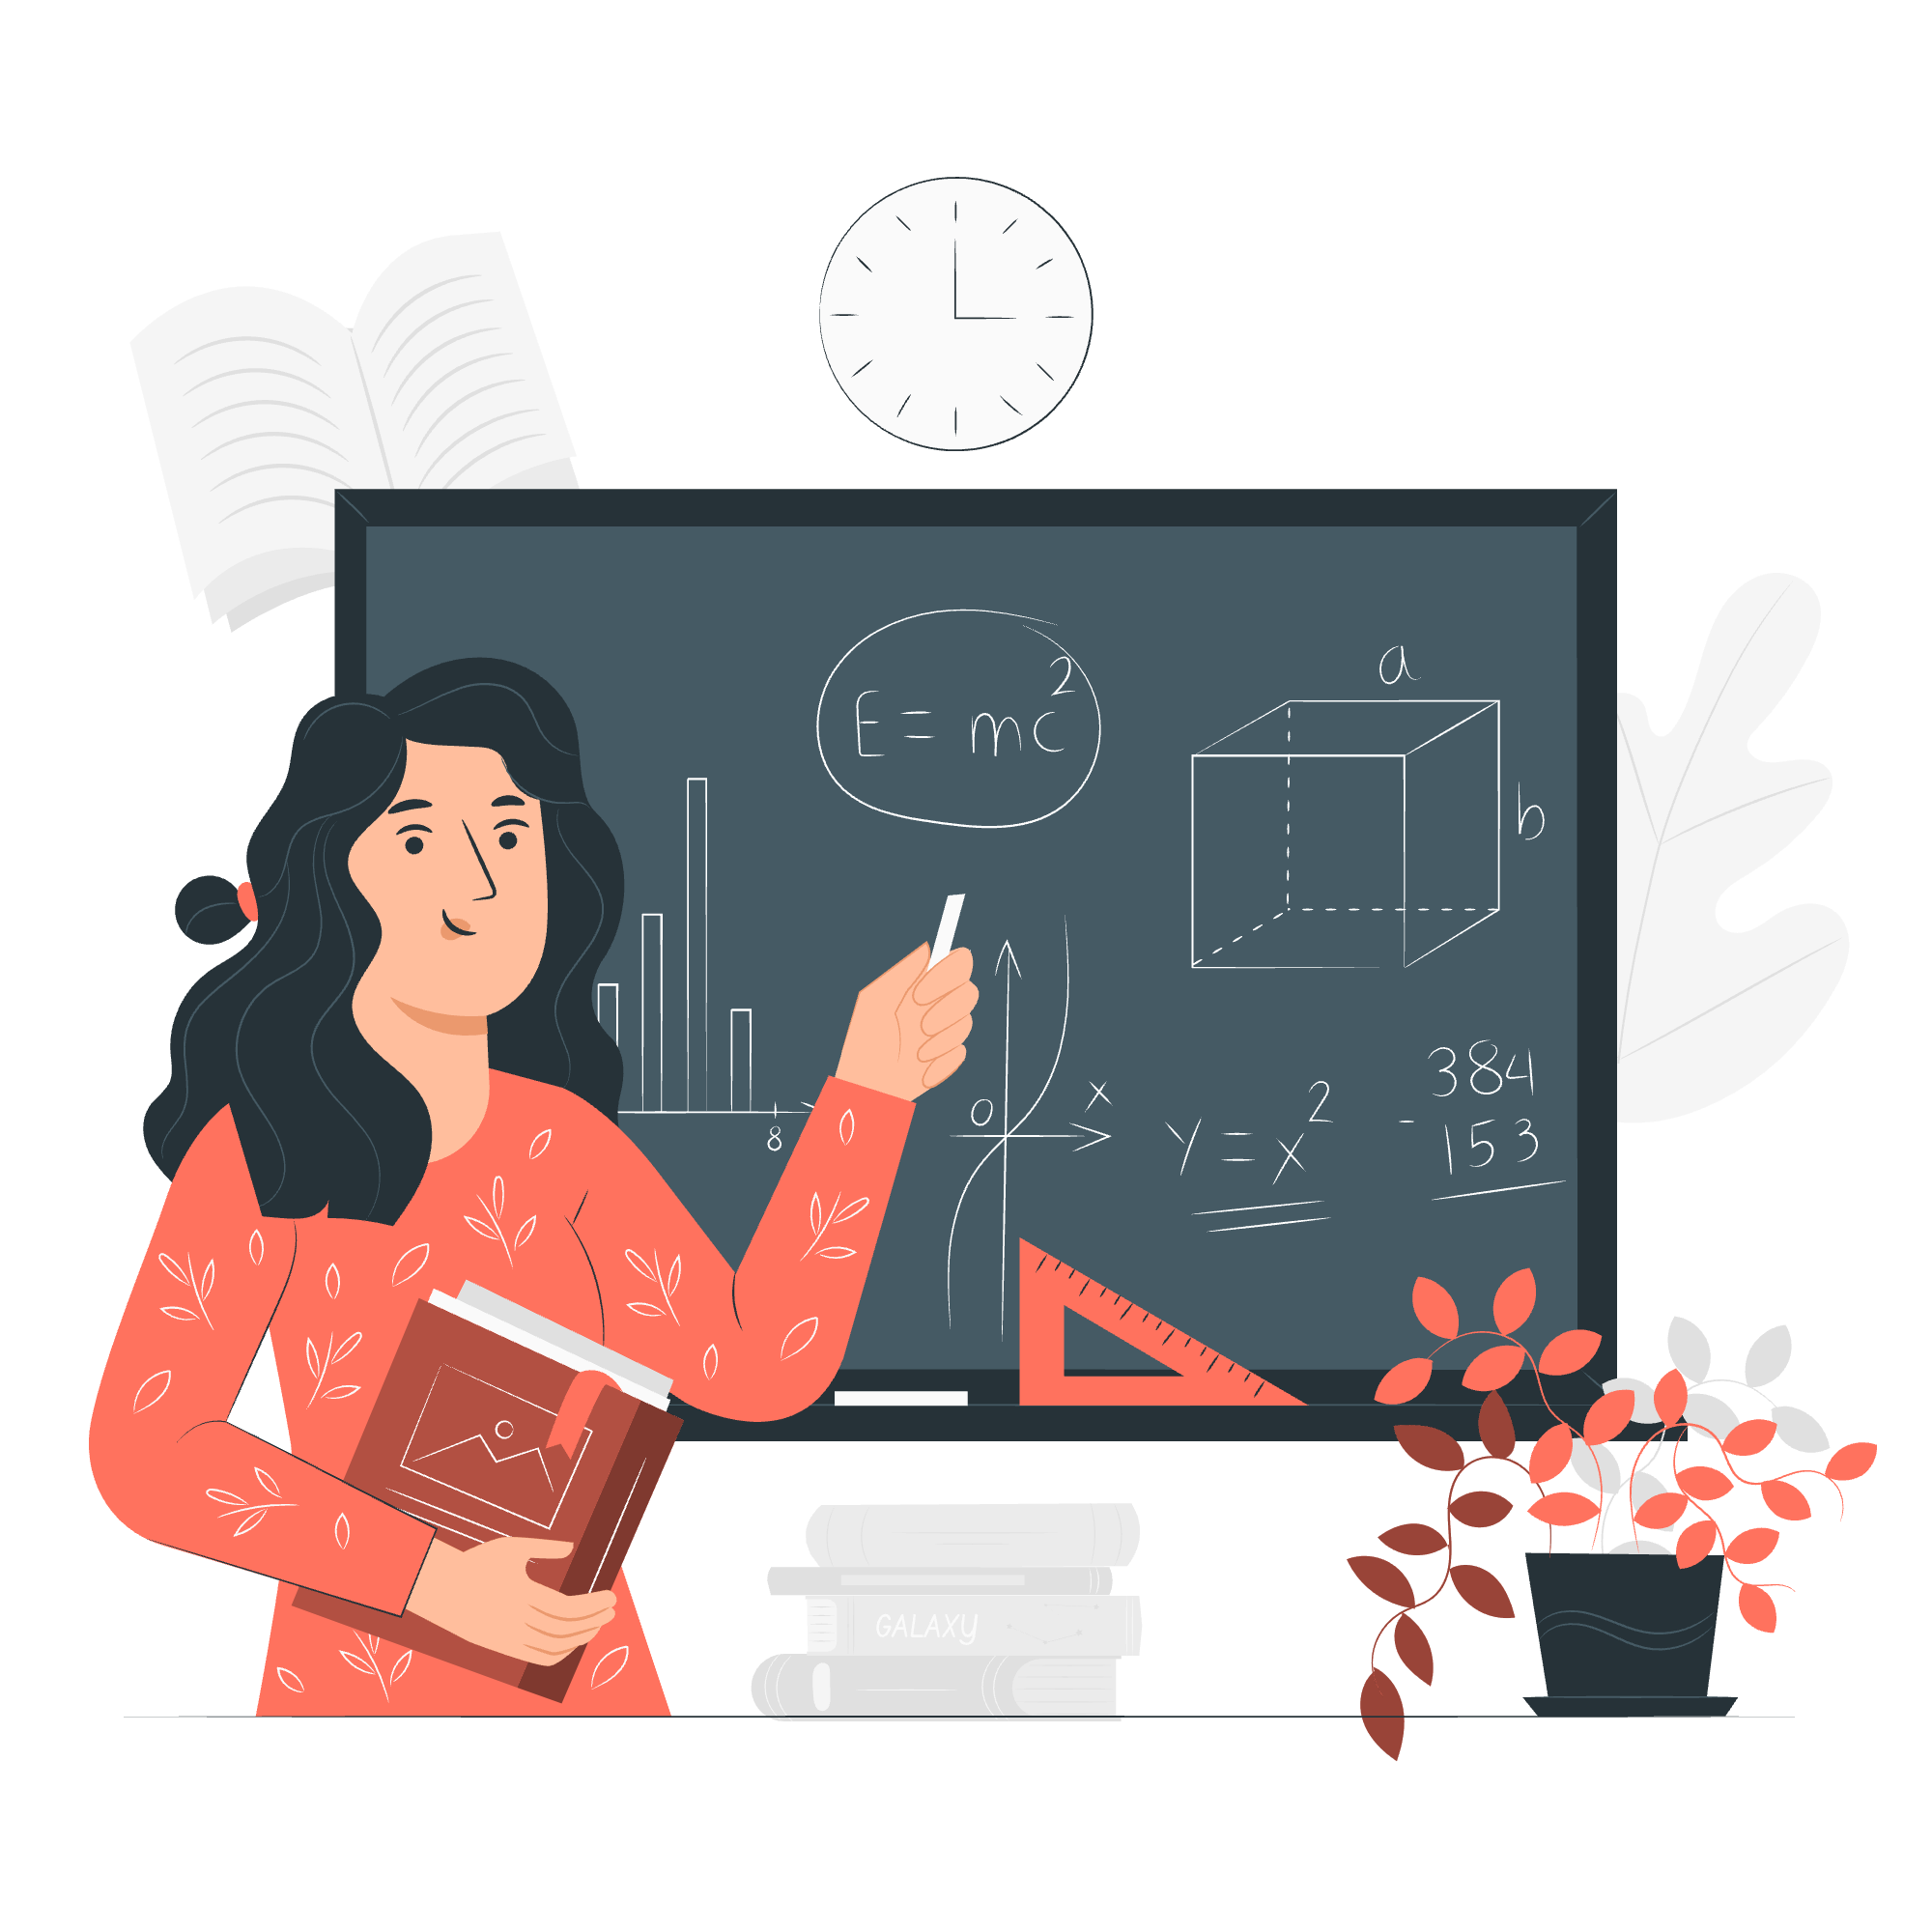 E = mc²
a
b
8
0
x
y = x²
384
- 153
GALAXY